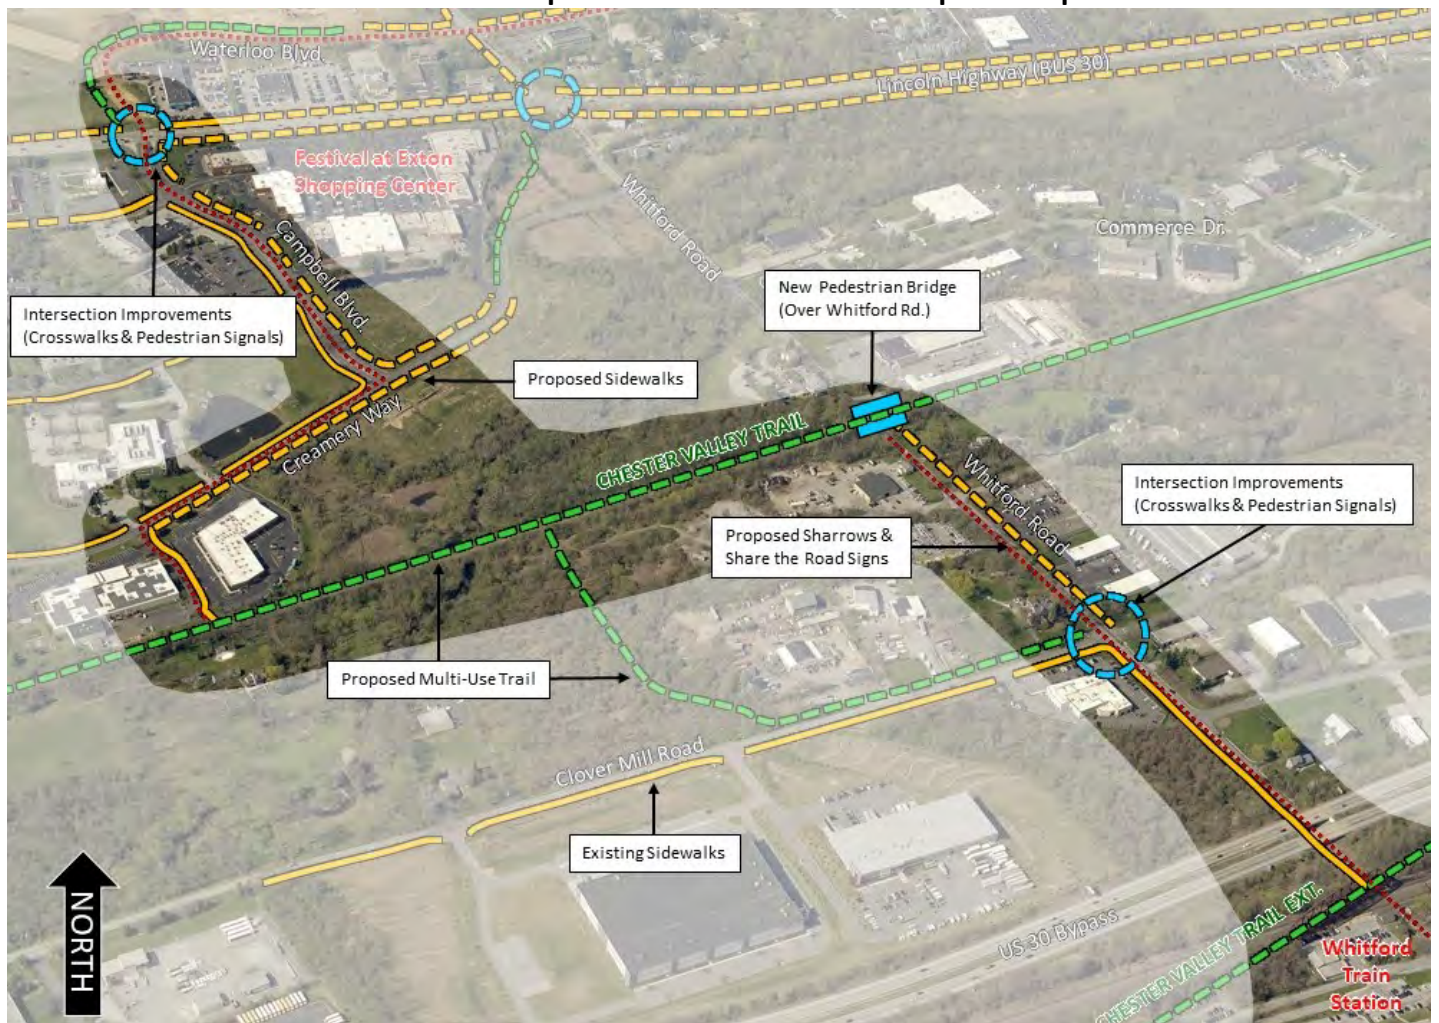 Waterloo Blvd.
Lincoln Highway (BUS 30)
Festival at Exton
Shopping Center
Whitford Road
Commerce Dr.
Campbell Blvd.
Intersection Improvements
(Crosswalks & Pedestrian Signals)
New Pedestrian Bridge
(Over Whitford Rd.)
Proposed Sidewalks
Creamery Way
CHESTER VALLEY TRAIL
Whitford Road
Intersection Improvements
(Crosswalks & Pedestrian Signals)
Proposed Sharrows &
Share the Road Signs
Proposed Multi-Use Trail
Clover Mill Road
Existing Sidewalks
NORTH
US 30 Bypass
CHESTER VALLEY TRAIL EXT.
Whitford
Train
Station